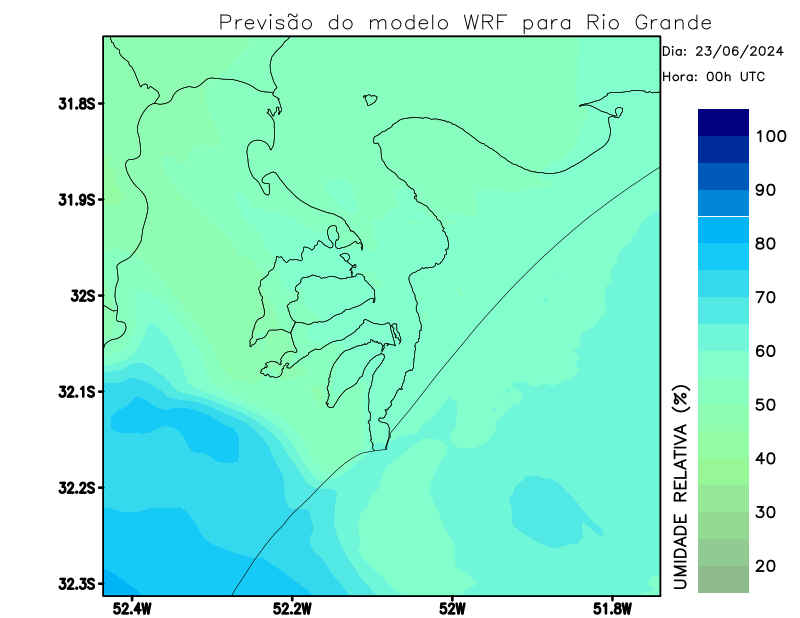 Previsão do modelo WRF para Rio Grande
Dia: 23/06/2024
Hora: 00h UTC
31.8S
31.9S
32S
32.1S
32.2S
32.3S
52.4W
52.2W
52W
51.8W
100
90
80
70
60
50
40
30
20
UMIDADE RELATIVA (%)